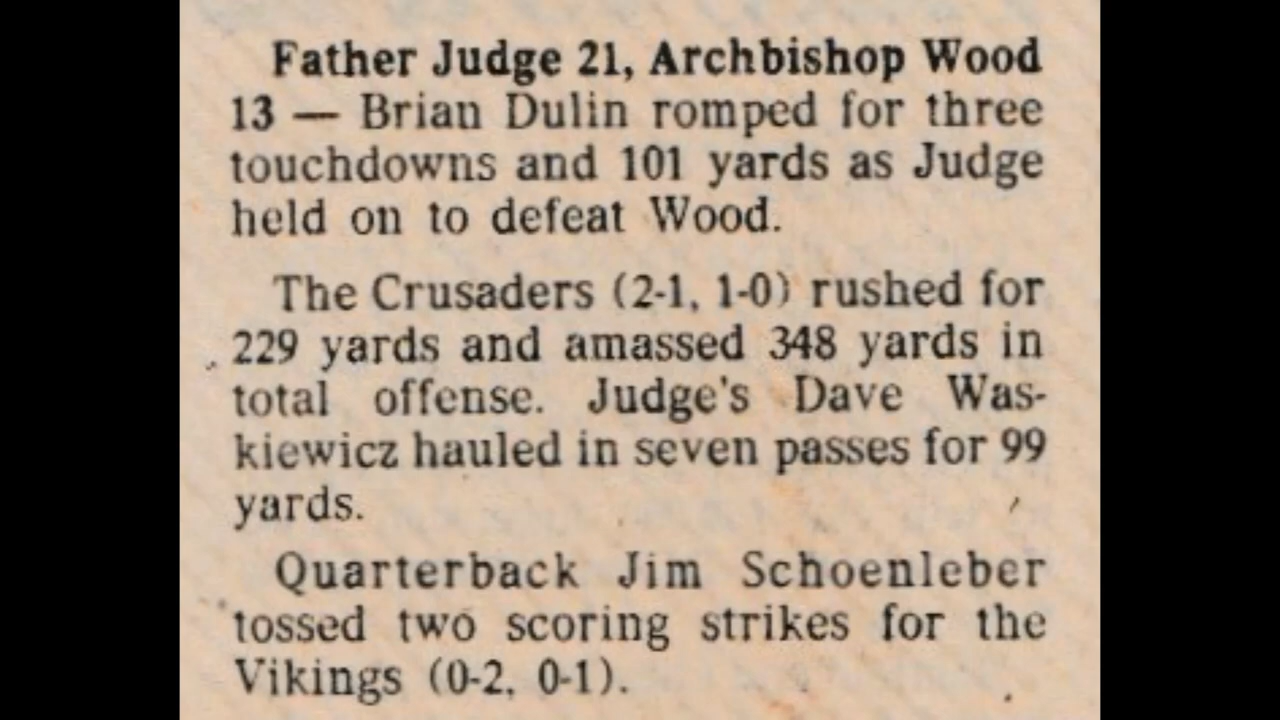 Father Judge 21, Archbishop Wood
13 — Brian Dulin romped for three
touchdowns and 101 yards as Judge
held on to defeat Wood.
The Crusaders (2-1, 1-0) rushed for
229 yards and amassed 348 yards in
total offense. Judge's Dave Was-
kiewicz hauled in seven passes for 99
yards.
Quarterback Jim Schoenleber
tossed two scoring strikes for the
Vikings (0-2, 0-1).